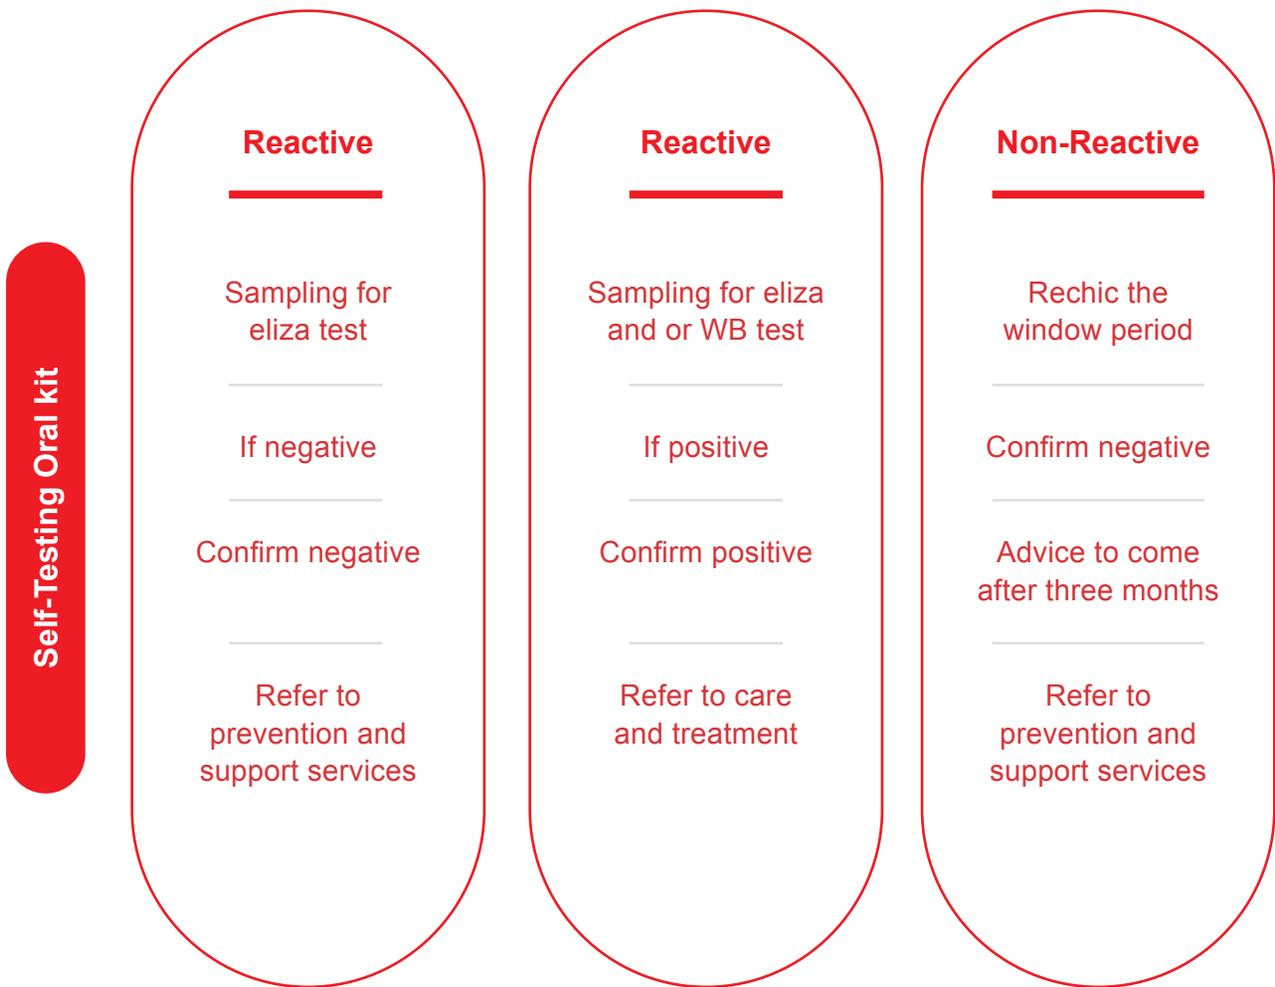 Self-Testing Oral kit
Reactive
Sampling for
eliza test
If negative
Confirm negative
Refer to
prevention and
support services
Reactive
Sampling for eliza
and or WB test
If positive
Confirm positive
Refer to care
and treatment
Non-Reactive
Rechic the
window period
Confirm negative
Advice to come
after three months
Refer to
prevention and
support services